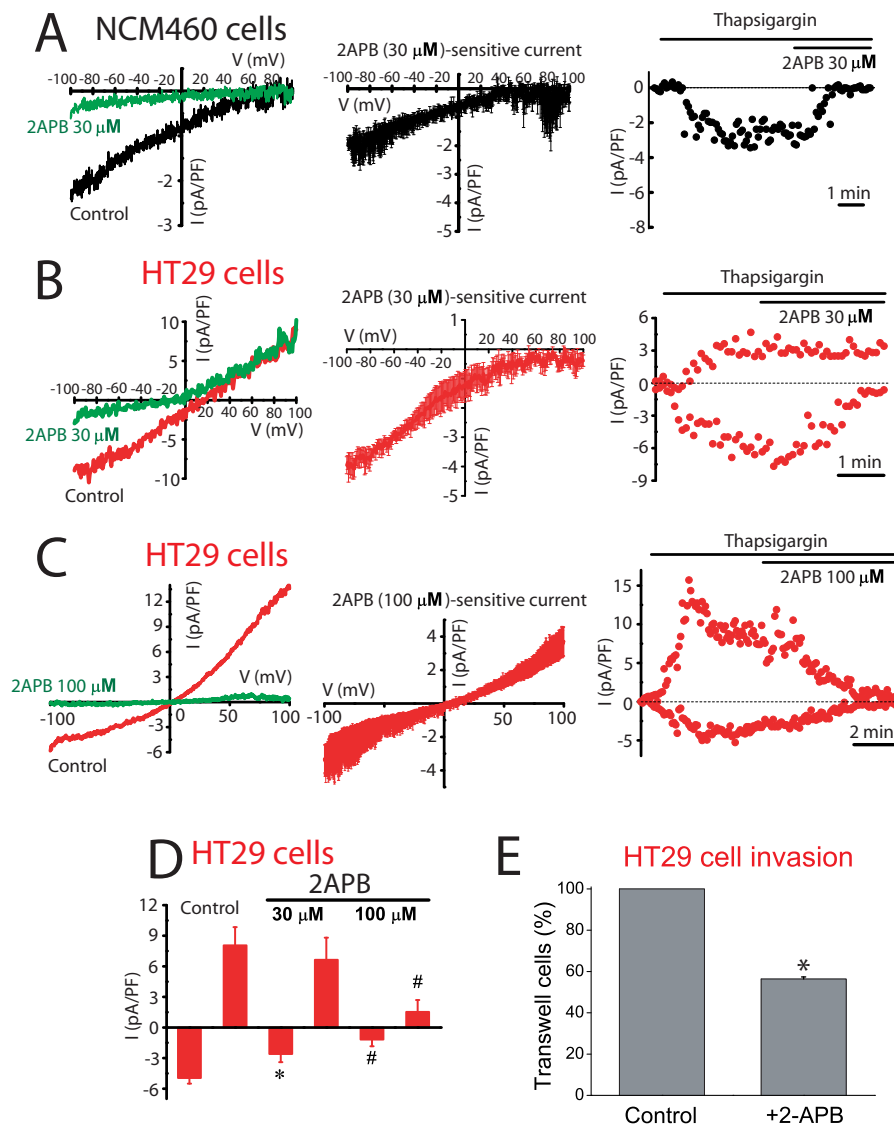 A
NCM460 cells
V (mV)
-100 -80 -60 -40 -20 0 20 40 60 80
2APB 30 µM
-2
-3
Control
I (pA/PF)
2APB (30 µM)-sensitive current
-100 -80 -60 -40 -20 0 20 40 60 80 100
V (mV)
-2
-3
-4
-5
I (pA/PF)
Thapsigargin
2APB 30 µM
0
-2
-4
-6
-8
I (pA/PF)
1 min
B
HT29 cells
10
5
-5
-10
I (pA/PF)
-100 -80 -60 -40 -20
20 40 60 80 100
V (mV)
2APB 30 µM
Control
2APB (30 µM)-sensitive current
V (mV)
1
-100 -80 -60 -40 -20 0 20 40 60 80 100
-3
-4
-5
I (pA/PF)
Thapsigargin
2APB 30 µM
6
3
0
-3
-6
-9
I (pA/PF)
1 min
C
HT29 cells
12
9
6
3
0
-3
-6
I (pA/PF)
2APB 100 µM
V (mV)
-100 0 50 100
Control
2APB (100 µM)-sensitive current
4
2
-2
-4
I (pA/PF)
V (mV)
-100 50 100
Thapsigargin
2APB 100 µM
15
10
5
0
-5
I (pA/PF)
2 min
D
HT29 cells
2APB
Control
30 µM 100 µM
12
9
6
3
0
-3
-6
I (pA/PF)
*
#
#
E
HT29 cell invasion
100
80
60
40
20
0
Transwell cells (%)
*
Control +2-APB